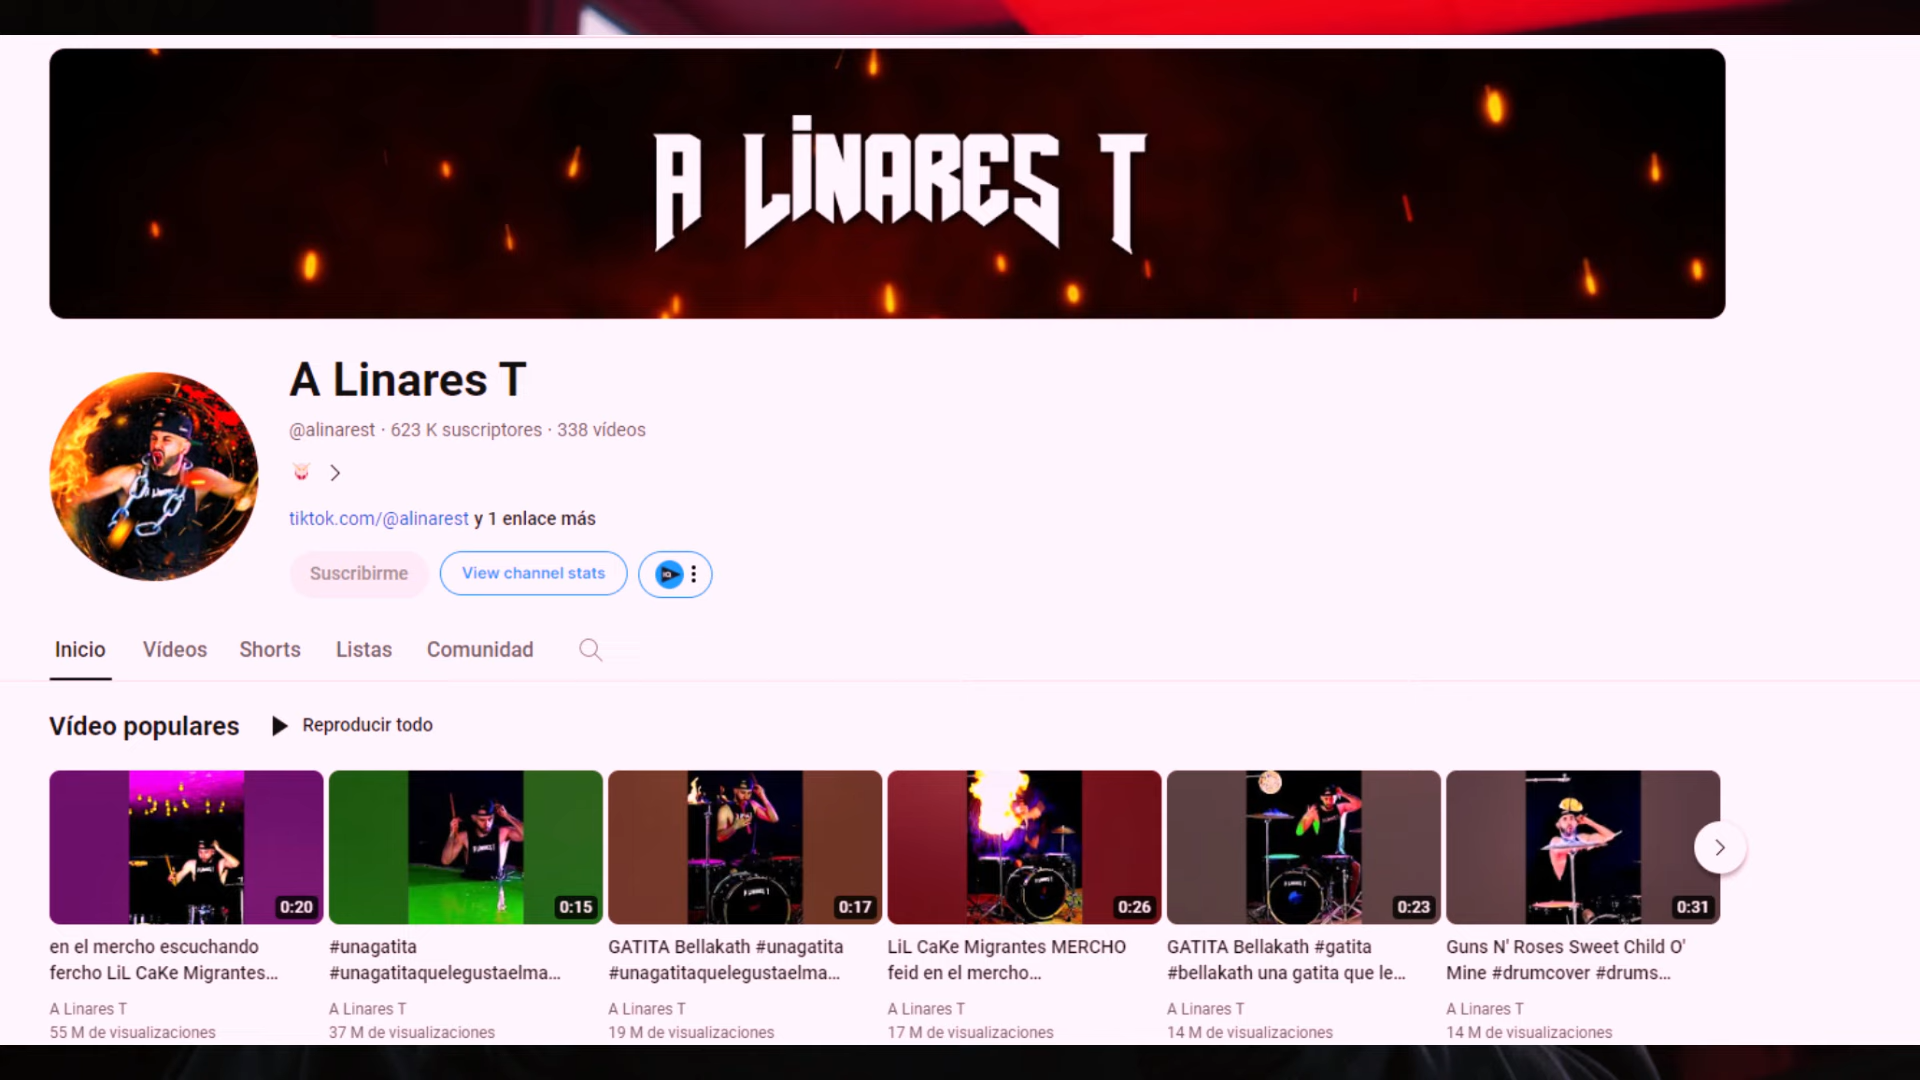 A LiNARES T
A Linares T
@alinarest · 623 K suscriptores · 338 vídeos
tiktok.com/@alinarest y 1 enlace más
Suscribirme
View channel stats
Inicio
Vídeos
Shorts
Listas
Comunidad
Vídeo populares
Reproducir todo
0:20
0:15
0:17
0:26
0:23
0:31
en el mercho escuchando
fercho LiL CaKe Migrantes...
A Linares T
55 M de visualizaciones
#unagatita
#unagatitaquelegustaelma...
A Linares T
37 M de visualizaciones
GATITA Bellakath #unagatita
#unagatitaquelegustaelma...
A Linares T
19 M de visualizaciones
LiL CaKe Migrantes MERCHO
feid en el mercho...
A Linares T
17 M de visualizaciones
GATITA Bellakath #gatita
#bellakath una gatita que le...
A Linares T
14 M de visualizaciones
Guns N' Roses Sweet Child O'
Mine #drumcover #drums...
A Linares T
14 M de visualizaciones